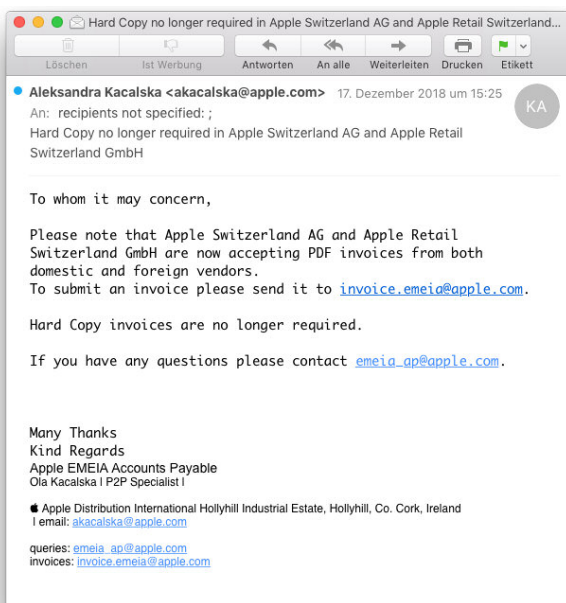 Hard Copy no longer required in Apple Switzerland AG and Apple Retail Switzerland...
Löschen Ist Werbung Antworten An alle Weiterleiten Drucken Etikett
Aleksandra Kacalska <akacalska@apple.com> 17. Dezember 2018 um 15:25
KA
An: recipients not specified: ;
Hard Copy no longer required in Apple Switzerland AG and Apple Retail
Switzerland GmbH
To whom it may concern,
Please note that Apple Switzerland AG and Apple Retail
Switzerland GmbH are now accepting PDF invoices from both
domestic and foreign vendors.
To submit an invoice please send it to invoice.emeia@apple.com.
Hard Copy invoices are no longer required.
If you have any questions please contact emeia_ap@apple.com.
Many Thanks
Kind Regards
Apple EMEIA Accounts Payable
Ola Kacalska l P2P Specialist l
Apple Distribution International Hollyhill Industrial Estate, Hollyhill, Co. Cork, Ireland
l email: akacalska@apple.com
queries: emeia_ap@apple.com
invoices: invoice.emeia@apple.com